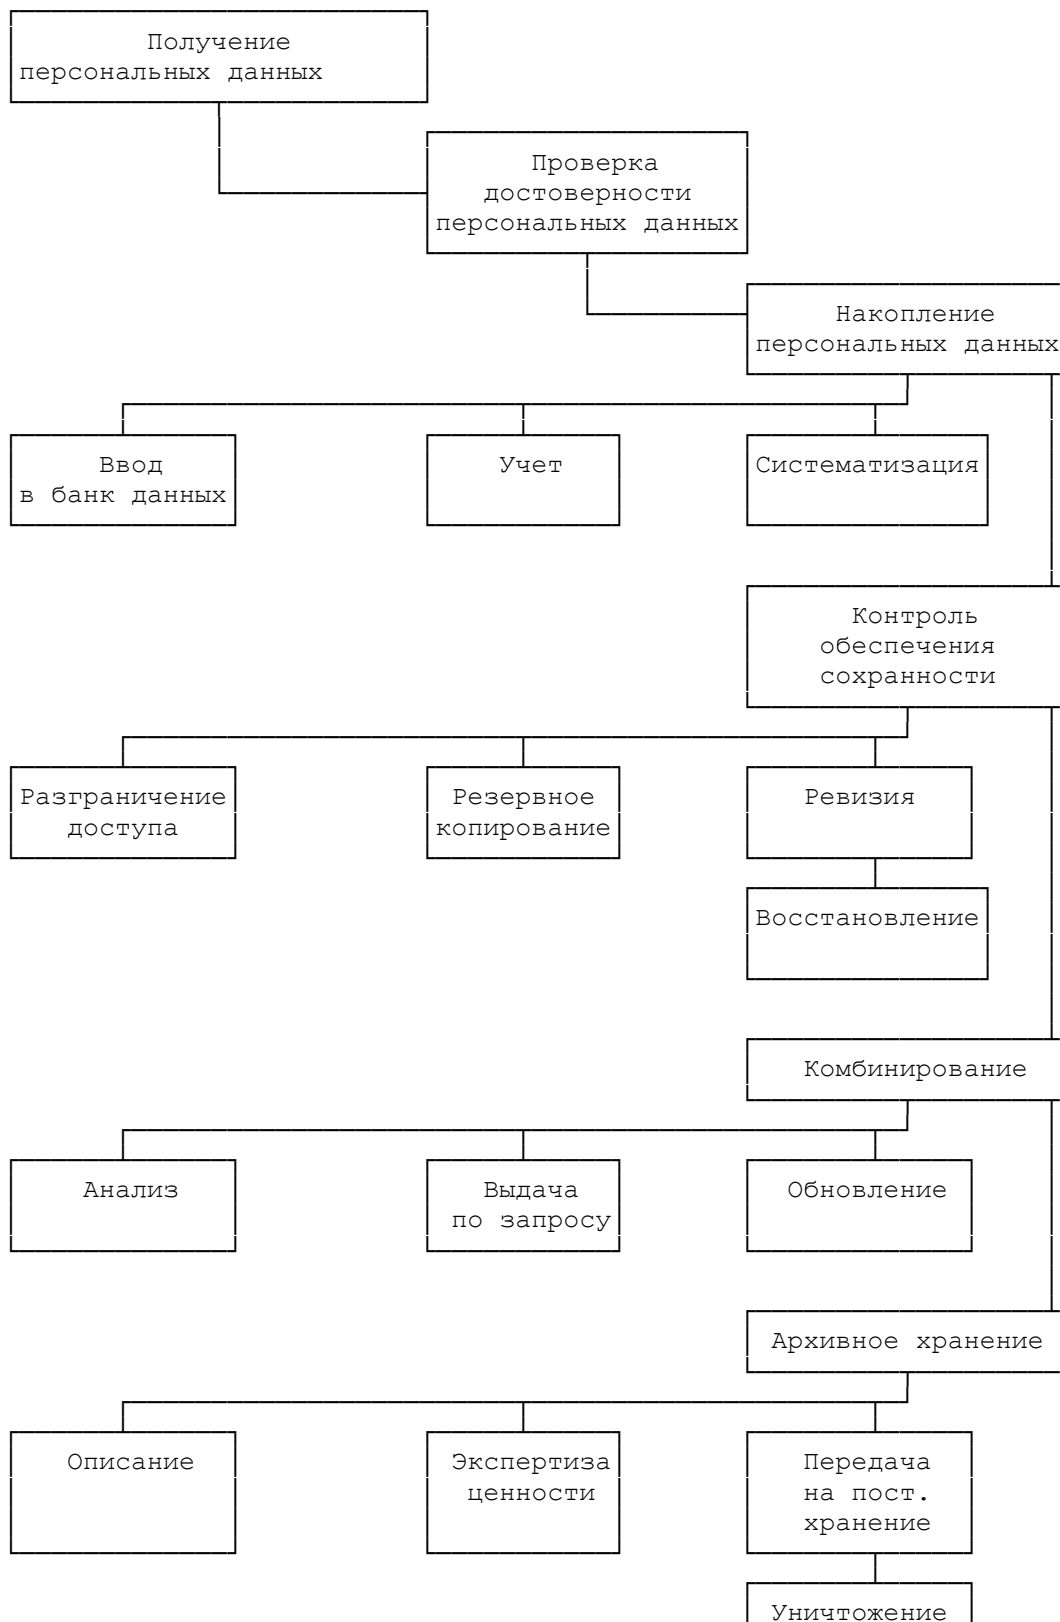 Получение
персональных данных
Проверка
достоверности
персональных данных
Накопление
персональных данных
Ввод
в банк данных
Учет
Систематизация
Контроль
обеспечения
сохранности
Разграничение
доступа
Резервное
копирование
Ревизия
Восстановление
Комбинирование
Анализ
Выдача
по запросу
Обновление
Архивное хранение
Описание
Экспертиза
ценности
Передача
на пост.
хранение
Уничтожение